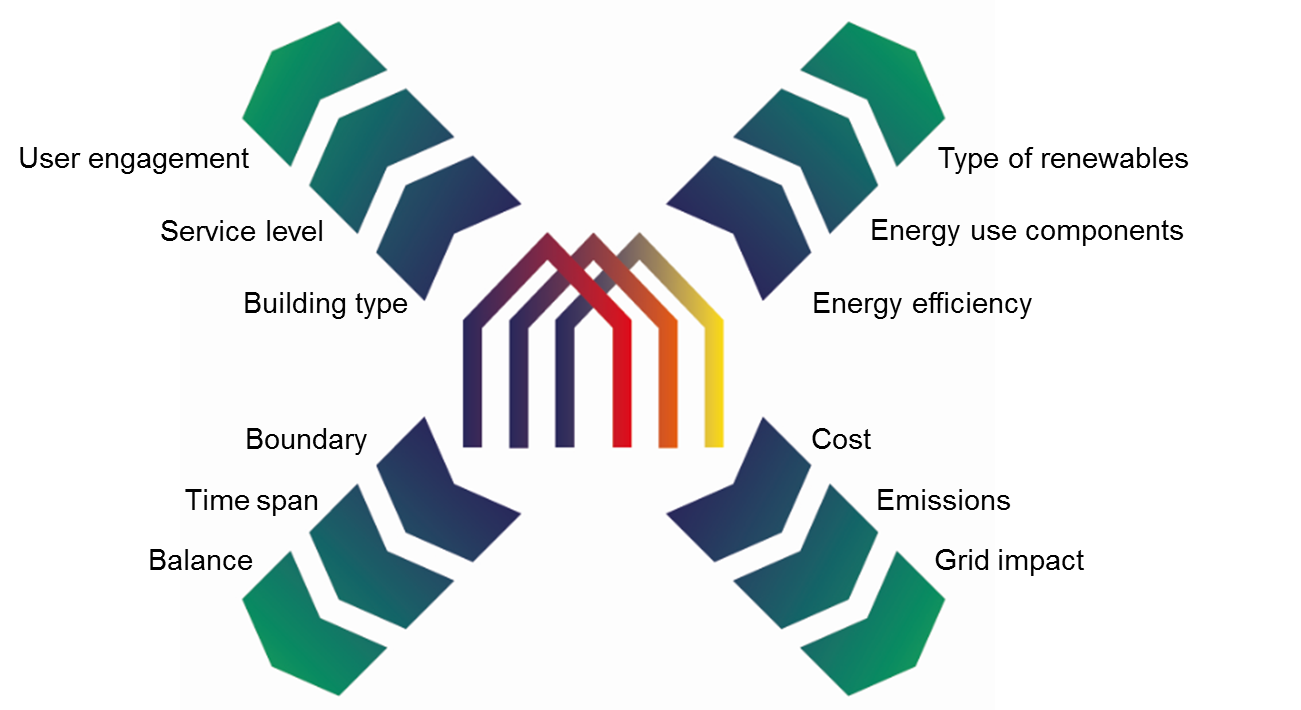 User engagement
Service level
Building type
Type of renewables
Energy use components
Energy efficiency
Boundary
Time span
Balance
Cost
Emissions
Grid impact